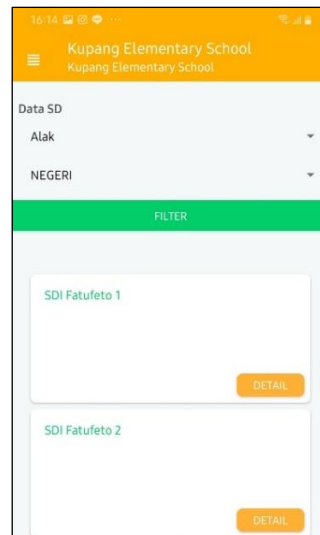 16:14
Kupang Elementary School
Kupang Elementary School
Data SD
Alak
NEGERI
FILTER
SDI Fatufeto 1
DETAIL
SDI Fatufeto 2
DETAIL